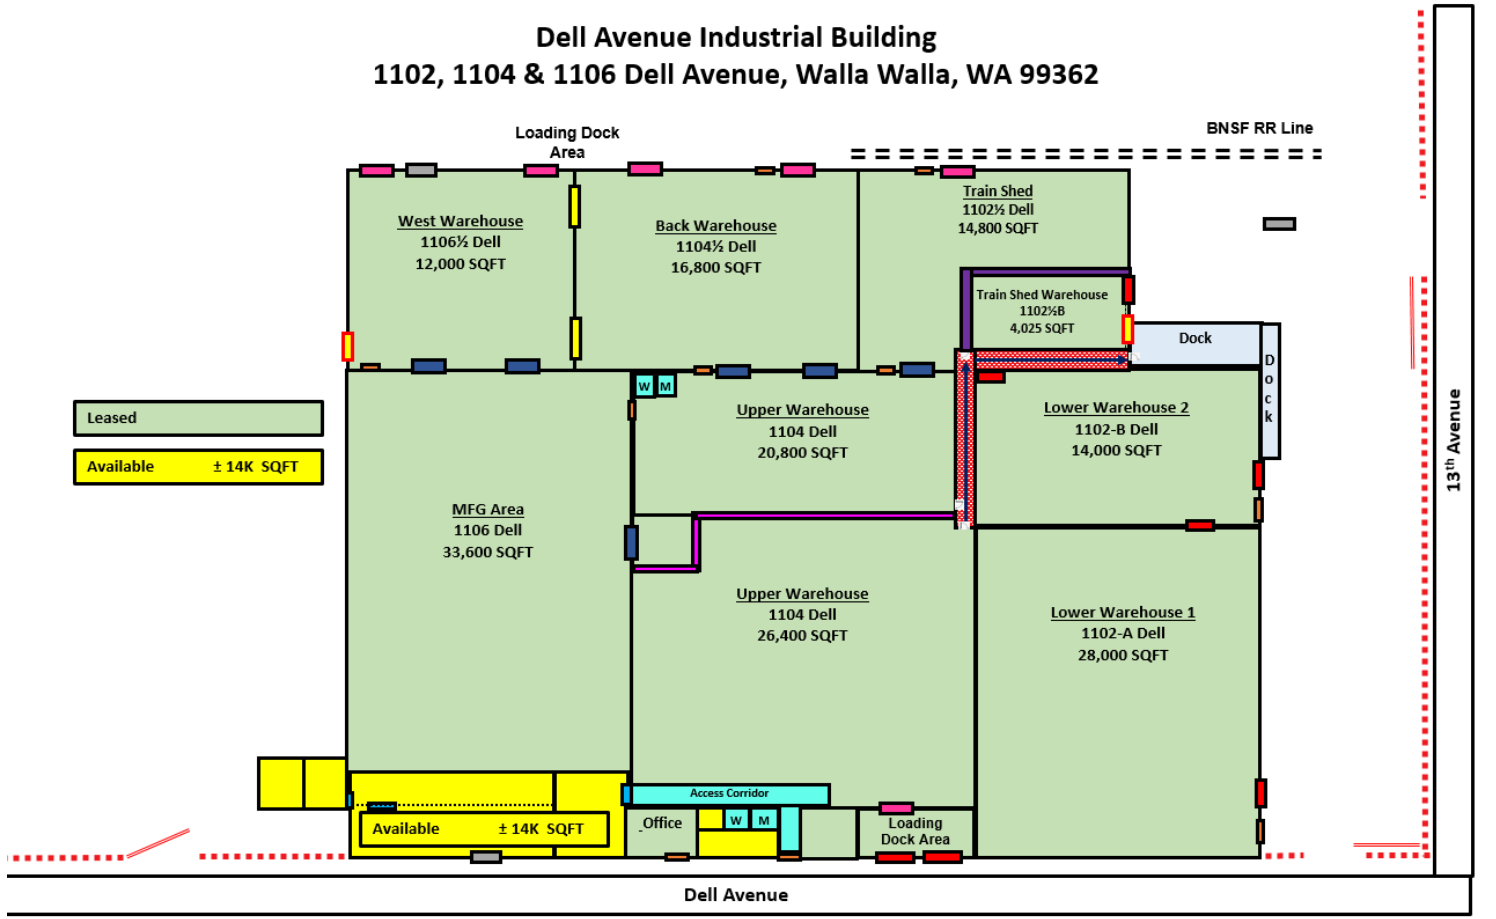 Dell Avenue Industrial Building
1102, 1104 & 1106 Dell Avenue, Walla Walla, WA 99362
Loading Dock
Area
BNSF RR Line
West Warehouse
1106½ Dell
12,000 SQFT
Back Warehouse
1104½ Dell
16,800 SQFT
Train Shed
1102½ Dell
14,800 SQFT
Train Shed Warehouse
1102½B
4,025 SQFT
Dock
Dock
W M
Upper Warehouse
1104 Dell
20,800 SQFT
Lower Warehouse 2
1102-B Dell
14,000 SQFT
Leased
Available ± 14K SQFT
13th Avenue
MFG Area
1106 Dell
33,600 SQFT
Upper Warehouse
1104 Dell
26,400 SQFT
Lower Warehouse 1
1102-A Dell
28,000 SQFT
Access Corridor
Available ± 14K SQFT
Office
W M
Loading
Dock Area
Dell Avenue